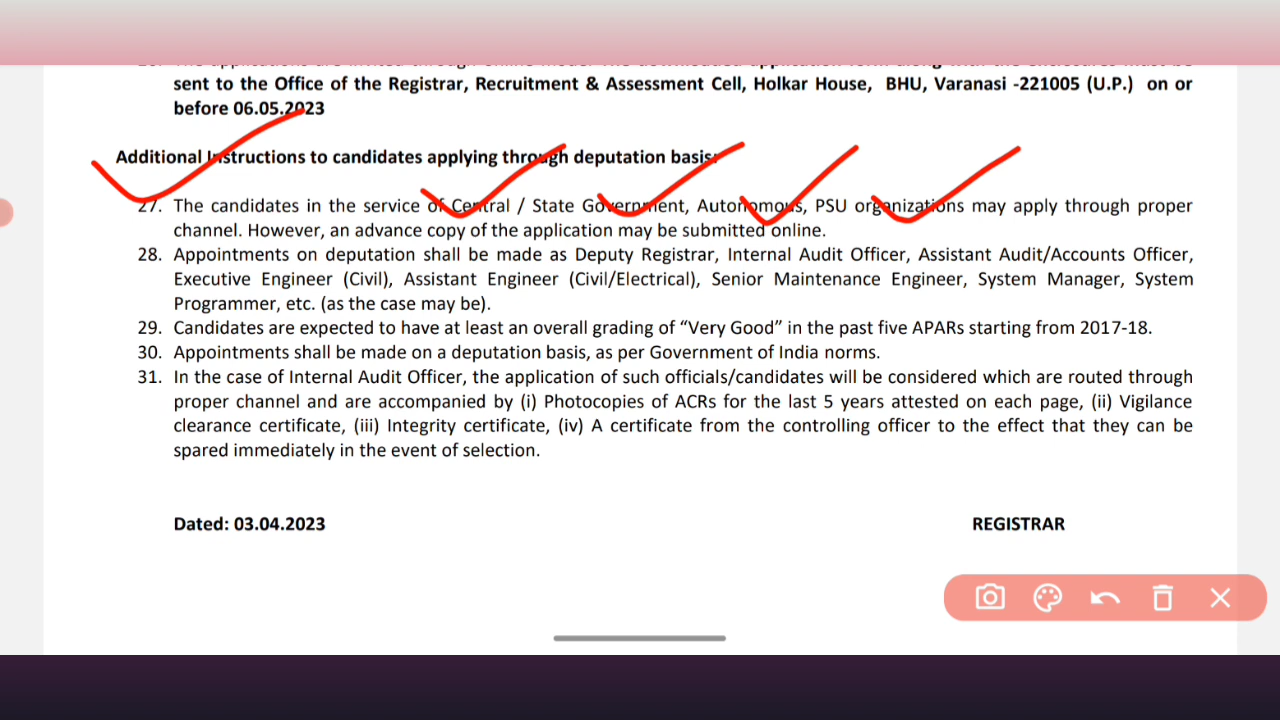 sent to the Office of the Registrar, Recruitment & Assessment Cell, Holkar House, BHU, Varanasi -221005 (U.P.) on or
before 06.05.2023
Additional Instructions to candidates applying through deputation basis:
27. The candidates in the service of Central / State Government, Autonomous, PSU organizations may apply through proper
channel. However, an advance copy of the application may be submitted online.
28. Appointments on deputation shall be made as Deputy Registrar, Internal Audit Officer, Assistant Audit/Accounts Officer,
Executive Engineer (Civil), Assistant Engineer (Civil/Electrical), Senior Maintenance Engineer, System Manager, System
Programmer, etc. (as the case may be).
29. Candidates are expected to have at least an overall grading of “Very Good” in the past five APARs starting from 2017-18.
30. Appointments shall be made on a deputation basis, as per Government of India norms.
31. In the case of Internal Audit Officer, the application of such officials/candidates will be considered which are routed through
proper channel and are accompanied by (i) Photocopies of ACRs for the last 5 years attested on each page, (ii) Vigilance
clearance certificate, (iii) Integrity certificate, (iv) A certificate from the controlling officer to the effect that they can be
spared immediately in the event of selection.
Dated: 03.04.2023 REGISTRAR